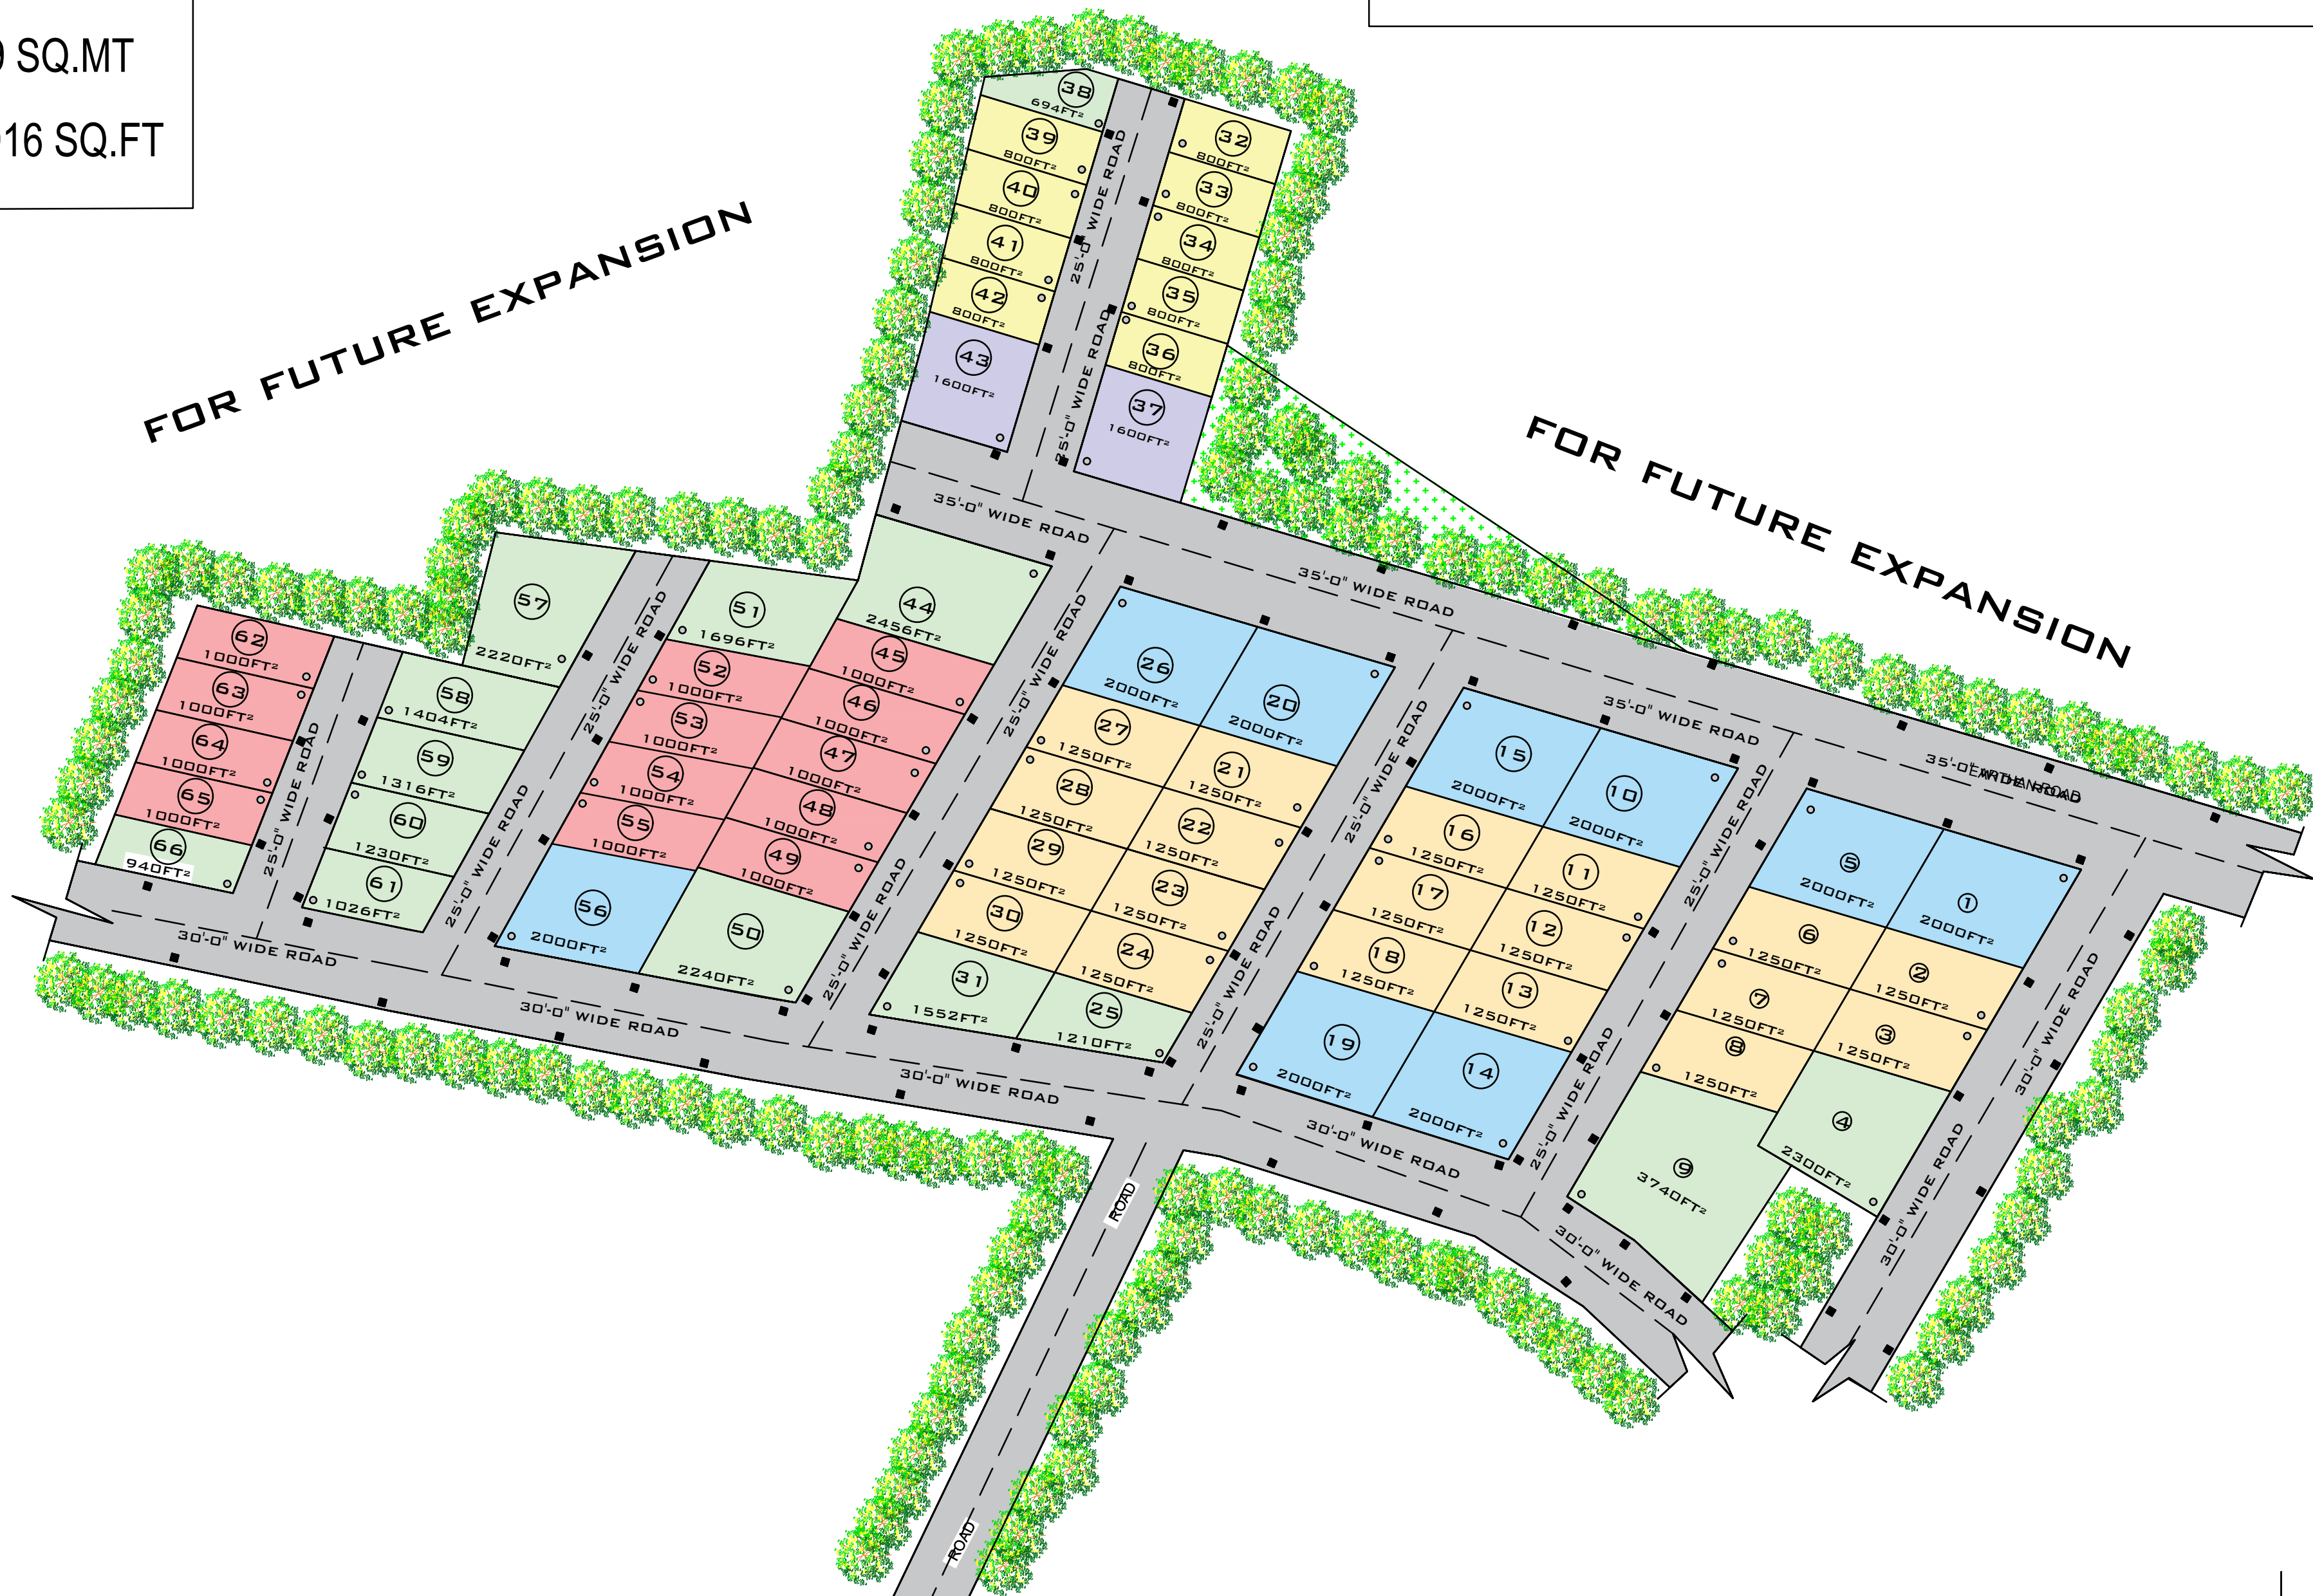 SQ.MT
SQ.FT
FOR FUTURE EXPANSION
FOR FUTURE EXPANSION
38
694FT²
39
800FT²
40
800FT²
41
800FT²
42
800FT²
43
1600FT²
32
800FT²
33
800FT²
34
800FT²
35
800FT²
36
800FT²
37
1600FT²
25'-0" WIDE ROAD
25'-0" WIDE ROAD
35'-0" WIDE ROAD
35'-0" WIDE ROAD
35'-0" WIDE ROAD
35'-0" WIDE ROAD
EARTHAN ROAD
62
1000FT²
63
1000FT²
64
1000FT²
65
1000FT²
66
940FT²
25'-0" WIDE ROAD
57
2220FT²
58
1404FT²
59
1316FT²
60
1230FT²
61
1026FT²
25'-0" WIDE ROAD
25'-0" WIDE ROAD
51
1696FT²
52
1000FT²
53
1000FT²
54
1000FT²
55
1000FT²
56
2000FT²
44
2456FT²
45
1000FT²
46
1000FT²
47
1000FT²
48
1000FT²
49
1000FT²
50
2240FT²
25'-0" WIDE ROAD
25'-0" WIDE ROAD
26
2000FT²
27
1250FT²
28
1250FT²
29
1250FT²
30
1250FT²
31
1552FT²
20
2000FT²
21
1250FT²
22
1250FT²
23
1250FT²
24
1250FT²
25
1210FT²
25'-0" WIDE ROAD
25'-0" WIDE ROAD
15
2000FT²
16
1250FT²
17
1250FT²
18
1250FT²
19
2000FT²
10
2000FT²
11
1250FT²
12
1250FT²
13
1250FT²
14
2000FT²
25'-0" WIDE ROAD
25'-0" WIDE ROAD
5
2000FT²
6
1250FT²
7
1250FT²
8
1250FT²
9
3740FT²
1
2000FT²
2
1250FT²
3
1250FT²
4
2300FT²
30'-0" WIDE ROAD
30'-0" WIDE ROAD
30'-0" WIDE ROAD
30'-0" WIDE ROAD
30'-0" WIDE ROAD
30'-0" WIDE ROAD
30'-0" WIDE ROAD
ROAD
ROAD